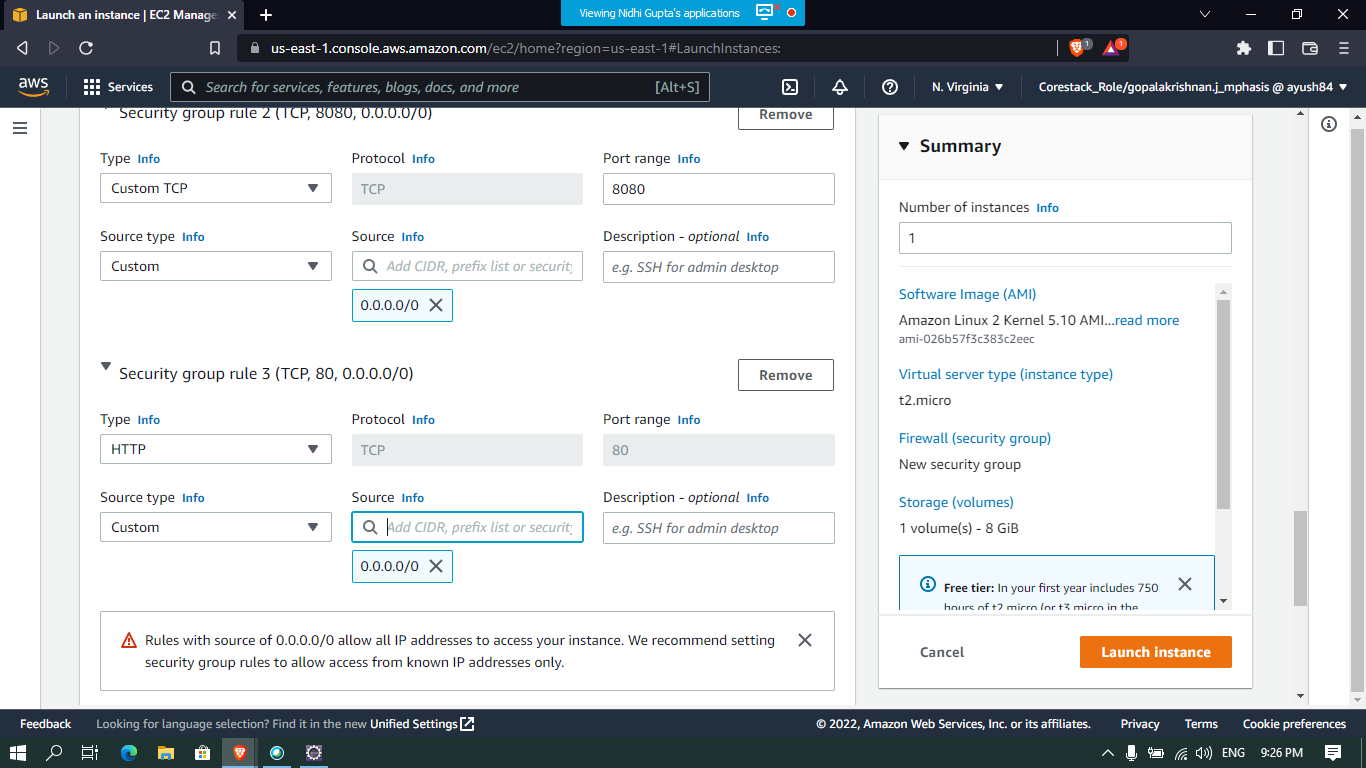 Launch an instance | EC2 Manage
Viewing Nidhi Gupta's applications
us-east-1.console.aws.amazon.com/ec2/home?region=us-east-1#LaunchInstances:
1
1
aws
Services
Search for services, features, blogs, docs, and more
[Alt+S]
N. Virginia
Corestack_Role/gopalakrishnan.j_mphasis @ ayush84
Security group rule 2 (TCP, 8080, 0.0.0.0/0)
Remove
Type Info
Protocol Info
Port range Info
Custom TCP
TCP
8080
Source type Info
Source Info
Description - optional Info
Custom
Add CIDR, prefix list or security
e.g. SSH for admin desktop
0.0.0.0/0
Security group rule 3 (TCP, 80, 0.0.0.0/0)
Remove
Type Info
Protocol Info
Port range Info
HTTP
TCP
80
Source type Info
Source Info
Description - optional Info
Custom
Add CIDR, prefix list or security
e.g. SSH for admin desktop
0.0.0.0/0
Rules with source of 0.0.0.0/0 allow all IP addresses to access your instance. We recommend setting
security group rules to allow access from known IP addresses only.
Summary
Number of instances Info
1
Software Image (AMI)
Amazon Linux 2 Kernel 5.10 AMI...read more
ami-026b57f3c383c2eec
Virtual server type (instance type)
t2.micro
Firewall (security group)
New security group
Storage (volumes)
1 volume(s) - 8 GiB
Free tier: In your first year includes 750
hours of t2.micro (or t3.micro in the
Cancel
Launch instance
Feedback
Looking for language selection? Find it in the new Unified Settings
© 2022, Amazon Web Services, Inc. or its affiliates.
Privacy
Terms
Cookie preferences
ENG
9:26 PM